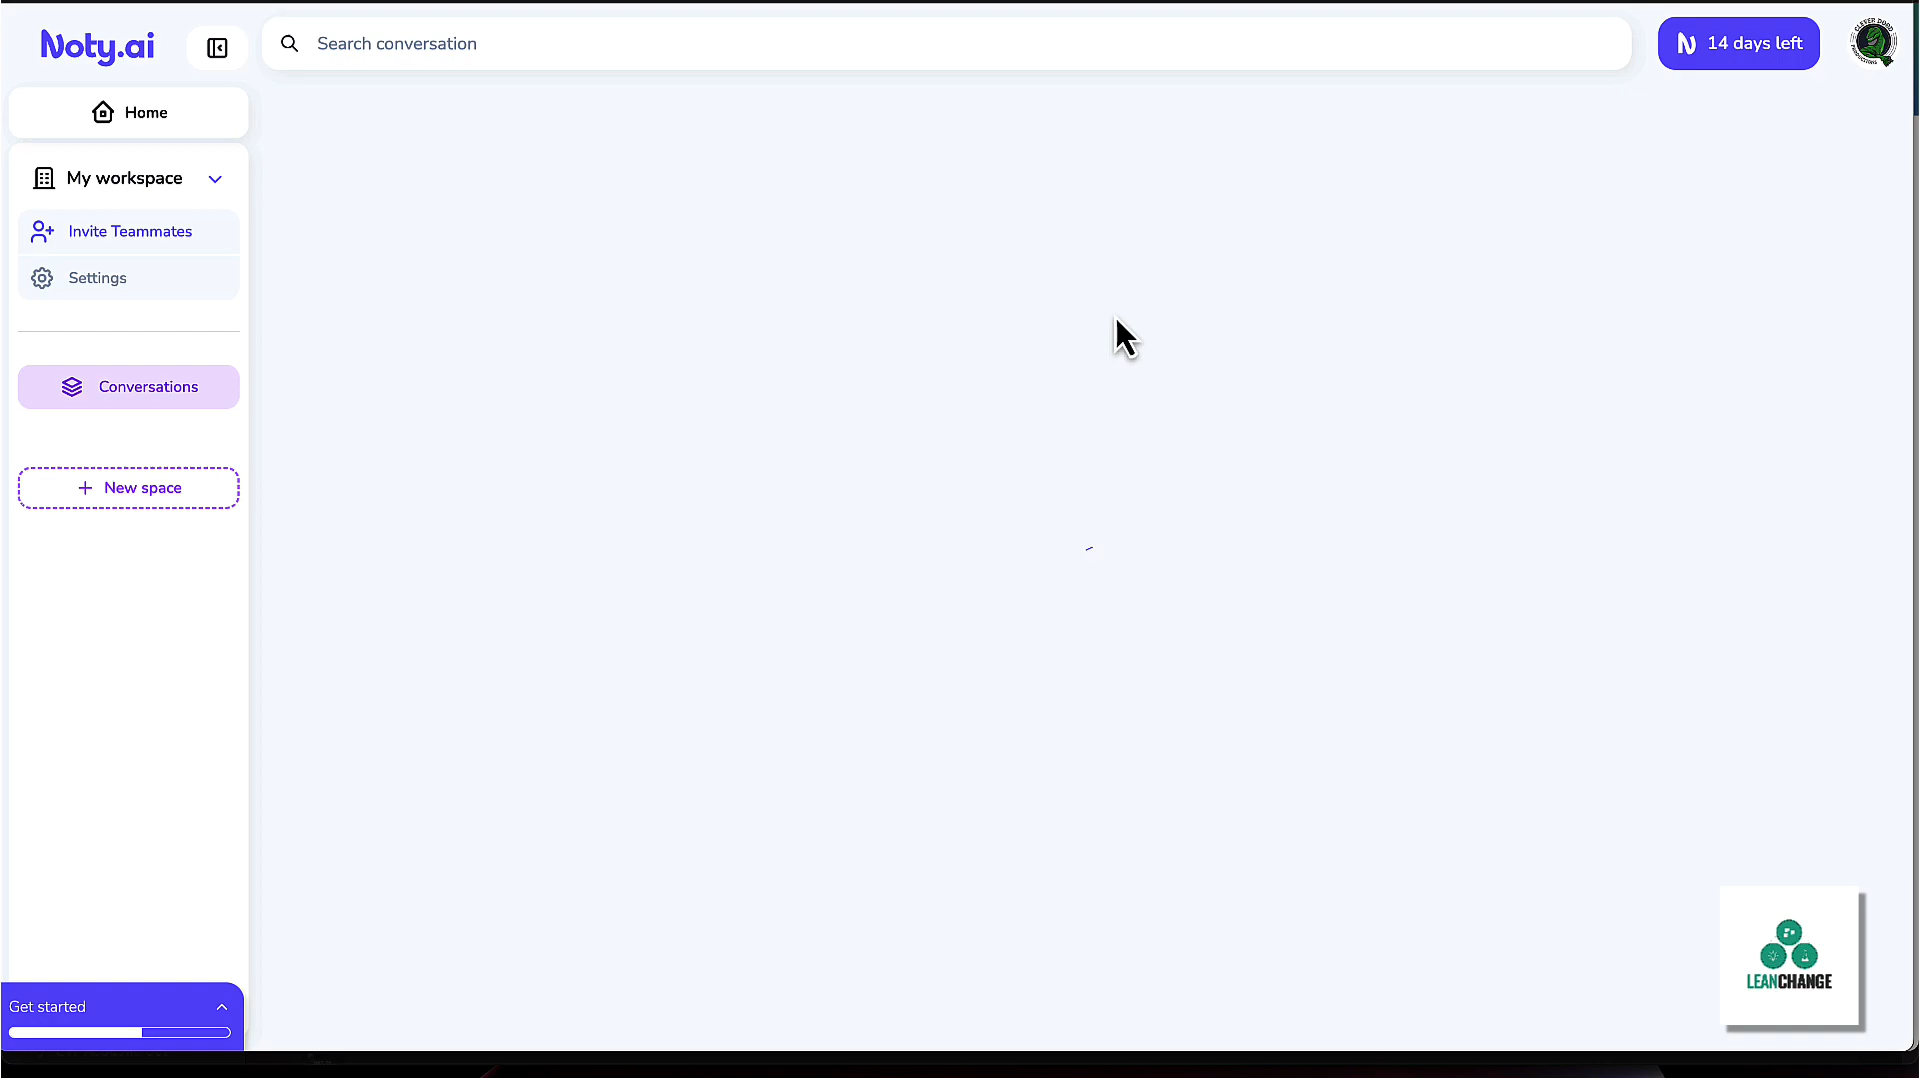 Noty.ai
Search conversation
14 days left
Home
My workspace
Invite Teammates
Settings
Conversations
New space
Get started
LEANCHANGE